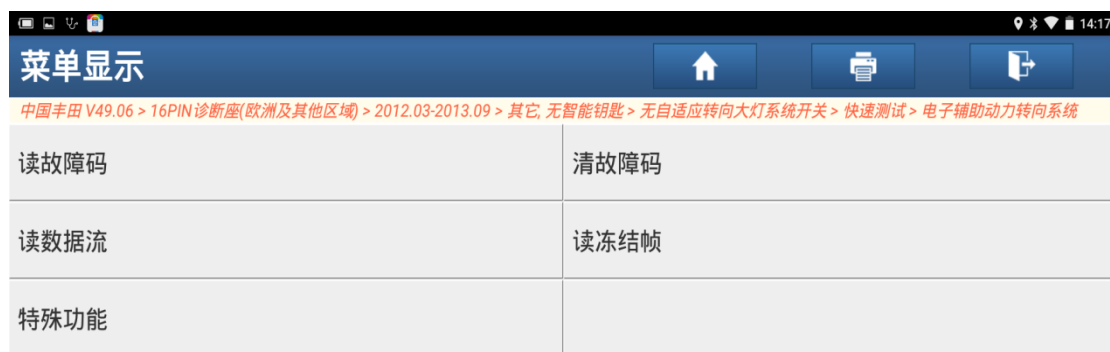 14:17
菜单显示
中国丰田 V49.06 > 16PIN诊断座(欧洲及其他区域) > 2012.03-2013.09 > 其它, 无智能钥匙 > 无自适应转向大灯系统开关 > 快速测试 > 电子辅助动力转向系统
读故障码 清故障码
读数据流 读冻结帧
特殊功能